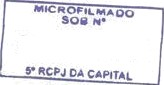 MICROFILMADO
SOB Nº
5º RCPJ DA CAPITAL